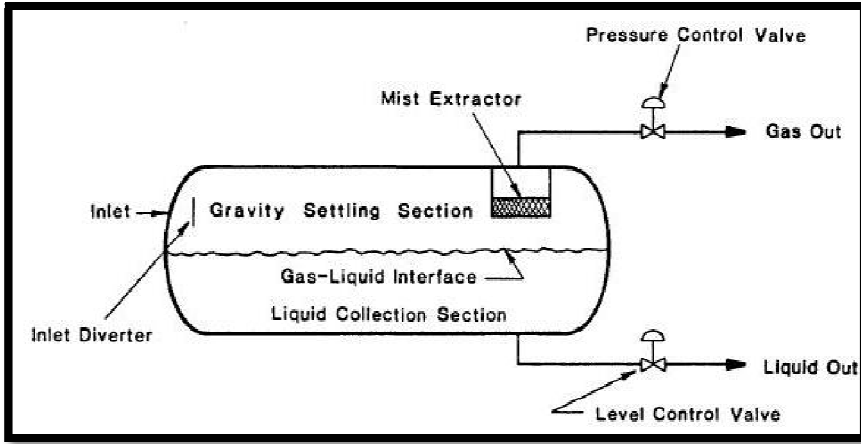 Pressure Control Valve
Mist Extractor
Gas Out
Inlet
Gravity Settling Section
Gas-Liquid Interface
Liquid Collection Section
Inlet Diverter
Liquid Out
Level Control Valve